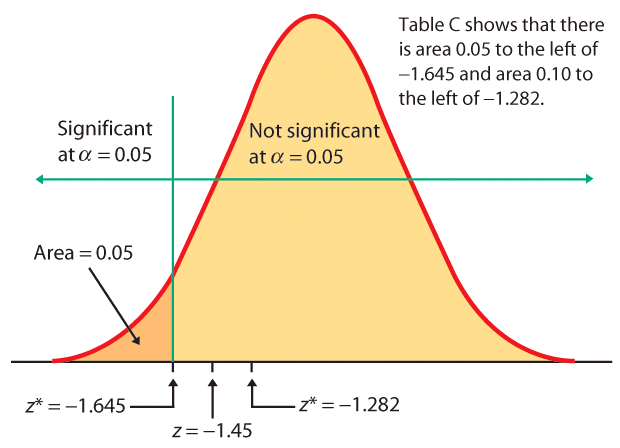 Table C shows that there
is area 0.05 to the left of
−1.645 and area 0.10 to
the left of −1.282.
Significant
at α = 0.05
Not significant
at α = 0.05
Area = 0.05
z* = −1.645
z* = −1.282
z = −1.45